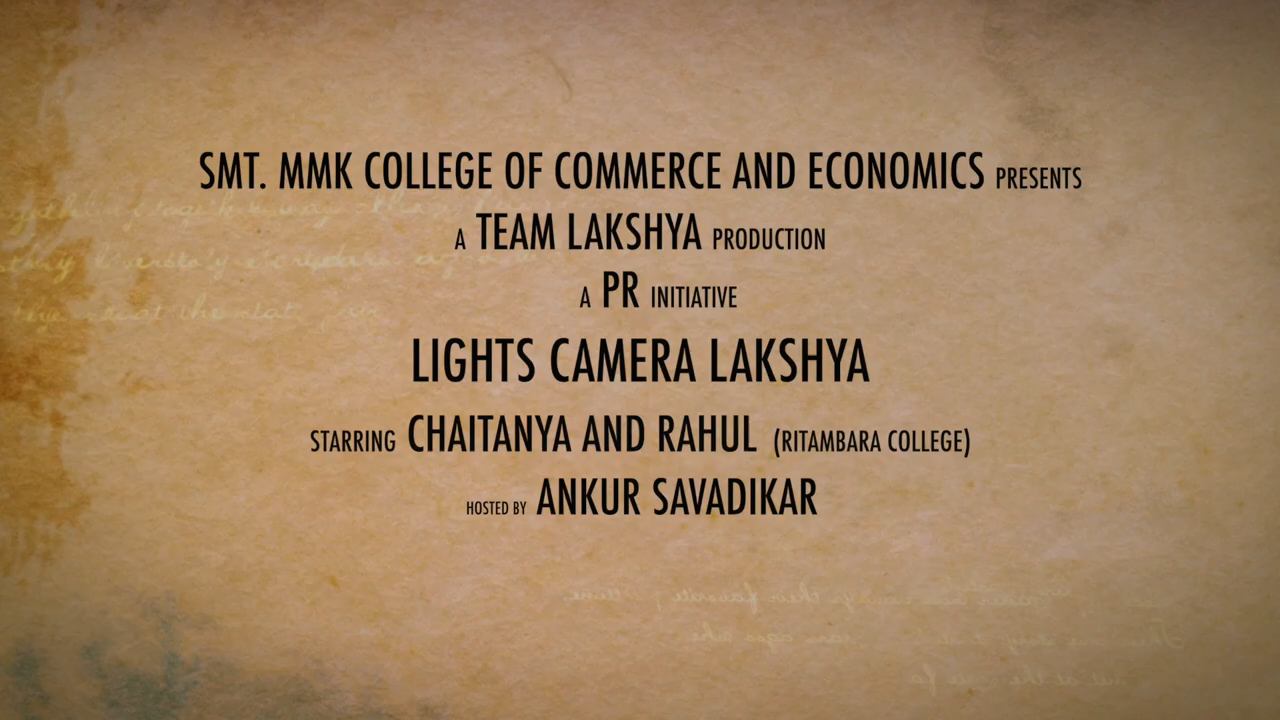 SMT. MMK COLLEGE OF COMMERCE AND ECONOMICS PRESENTS
A TEAM LAKSHYA PRODUCTION
A PR INITIATIVE
LIGHTS CAMERA LAKSHYA
STARRING CHAITANYA AND RAHUL (RITAMBARA COLLEGE)
HOSTED BY ANKUR SAVADIKAR